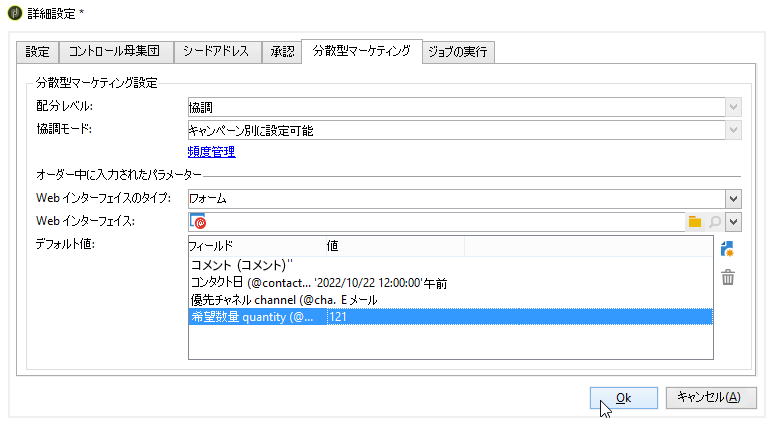 詳細設定 *
設定 コントロール母集団 シードアドレス 承認 分散型マーケティング ジョブの実行
分散型マーケティング設定
配分レベル: 協調
協調モード: キャンペーン別に設定可能
頻度管理
オーダー中に入力されたパラメーター
Web インターフェイスのタイプ: フォーム
Web インターフェイス:
デフォルト値: フィールド 値
コメント (コメント)"
コンタクト日 (@contact... '2022/10/22 12:00:00'午前
優先チャネル channel (@cha. E メール
希望数量 quantity (@... 121
Ok キャンセル(A)